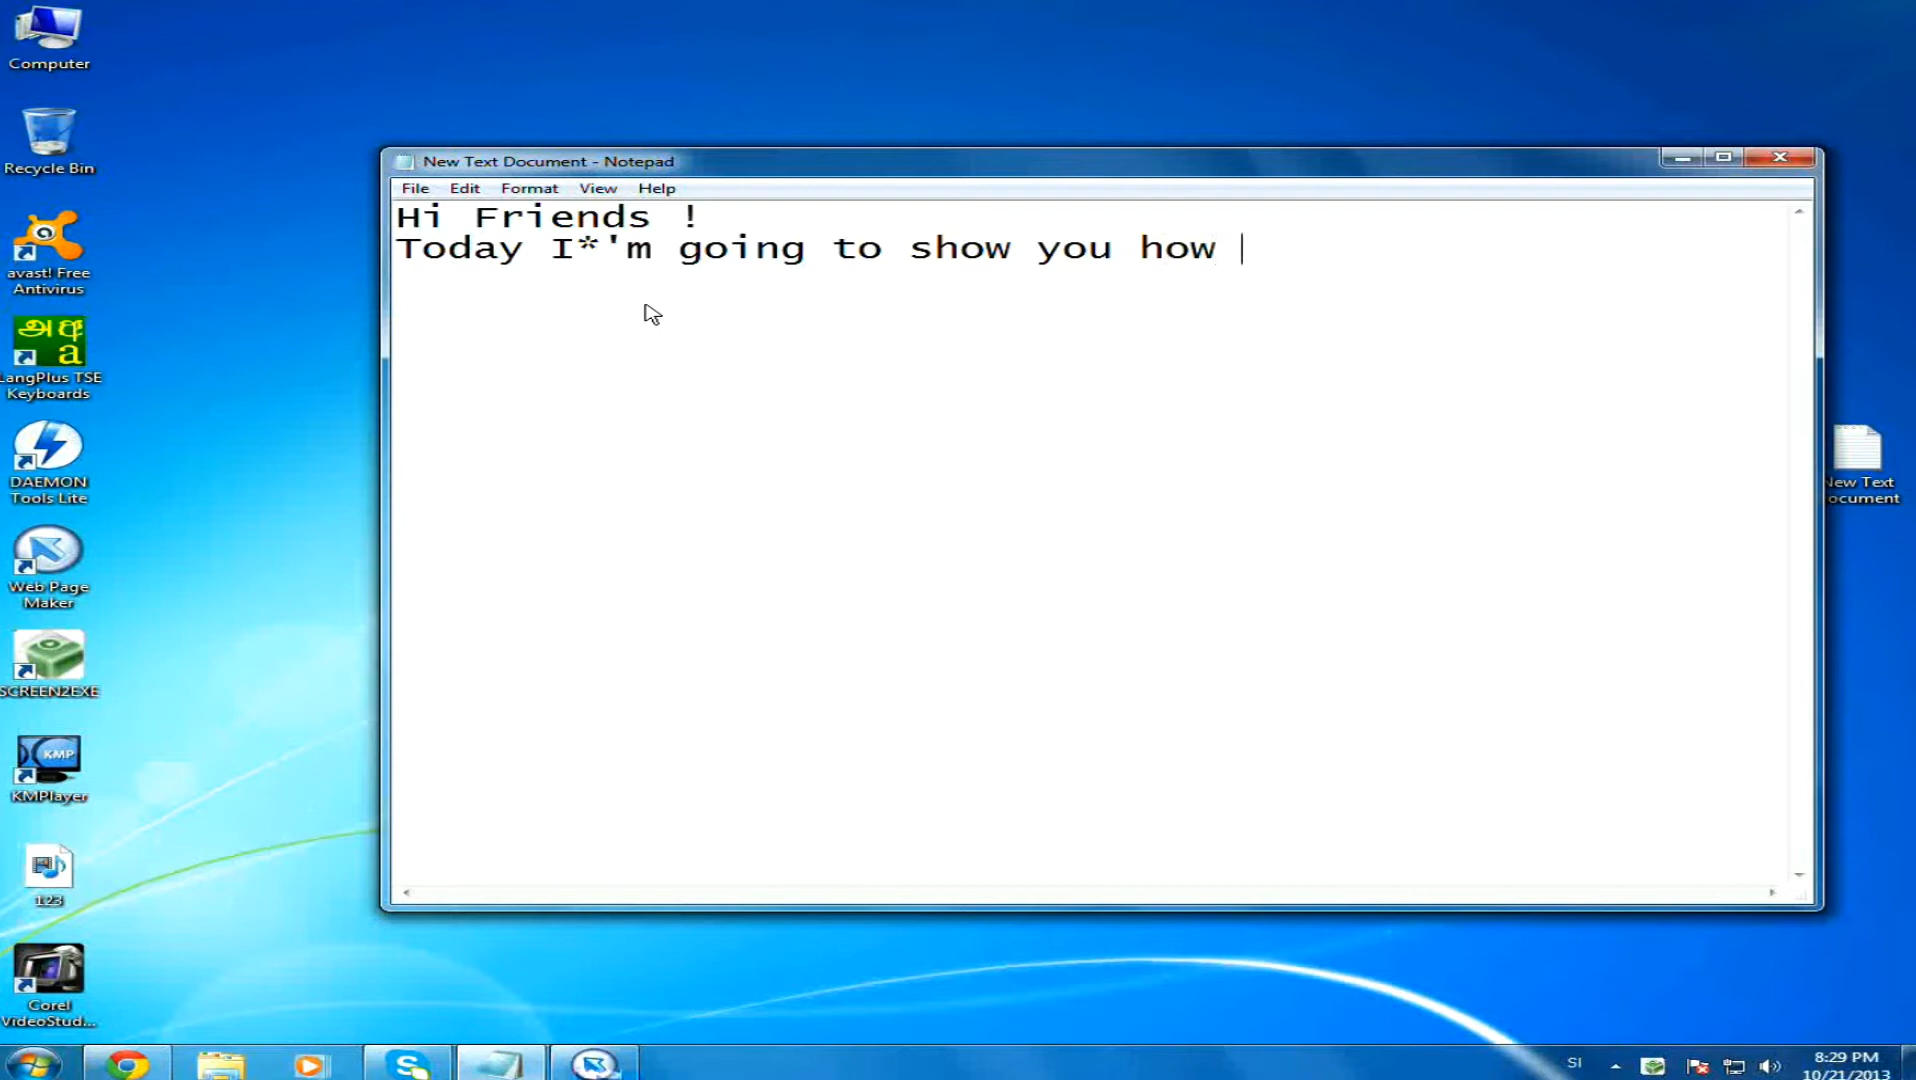 Computer
Recycle Bin
avast! Free
Antivirus
அ අ
a
LangPlus TSE
Keyboards
DAEMON
Tools Lite
Web Page
Maker
SCREEN2EXE
KMP
KMPlayer
123
Corel
VideoStud...
New Text Document - Notepad
File Edit Format View Help
Hi Friends !
Today I*'m going to show you how
New Text
ocument
SI
8:29 PM
10/21/2013